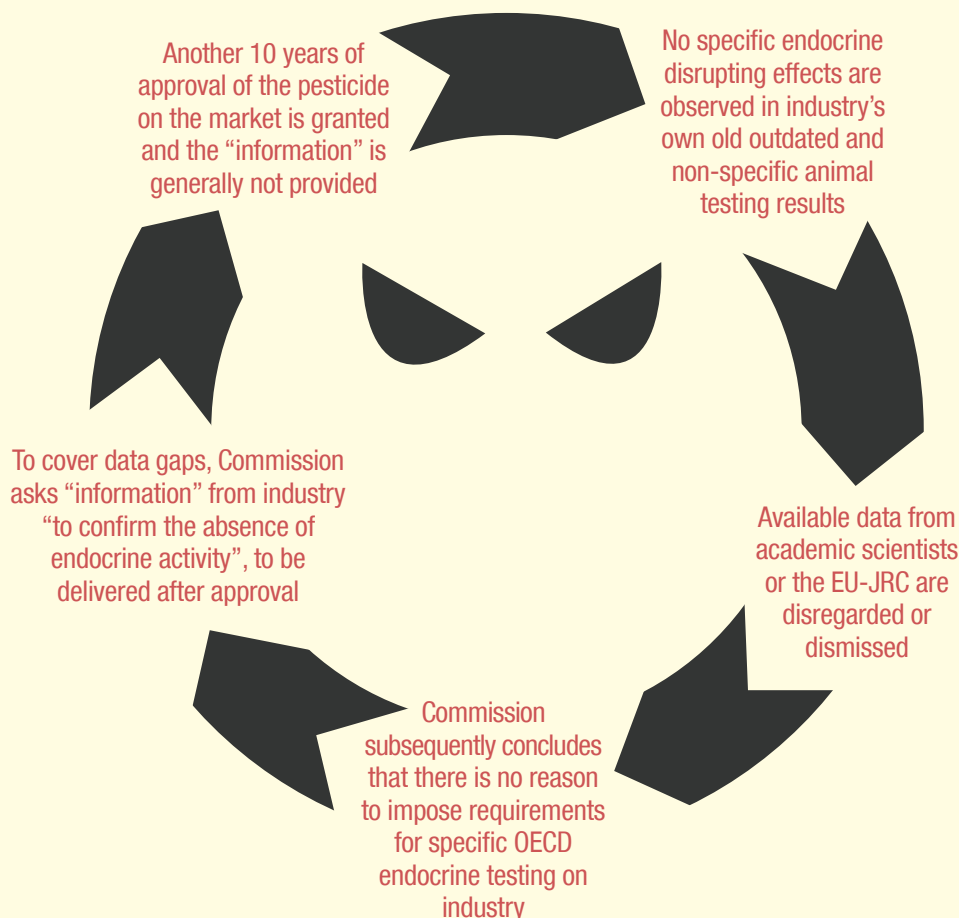 Another 10 years of
approval of the pesticide
on the market is granted
and the “information” is
generally not provided
No specific endocrine
disrupting effects are
observed in industry’s
own old outdated and
non-specific animal
testing results
Available data from
academic scientists
or the EU-JRC are
disregarded or
dismissed
Commission
subsequently concludes
that there is no reason
to impose requirements
for specific OECD
endocrine testing on
industry
To cover data gaps, Commission
asks “information” from industry
“to confirm the absence of
endocrine activity”, to be
delivered after approval